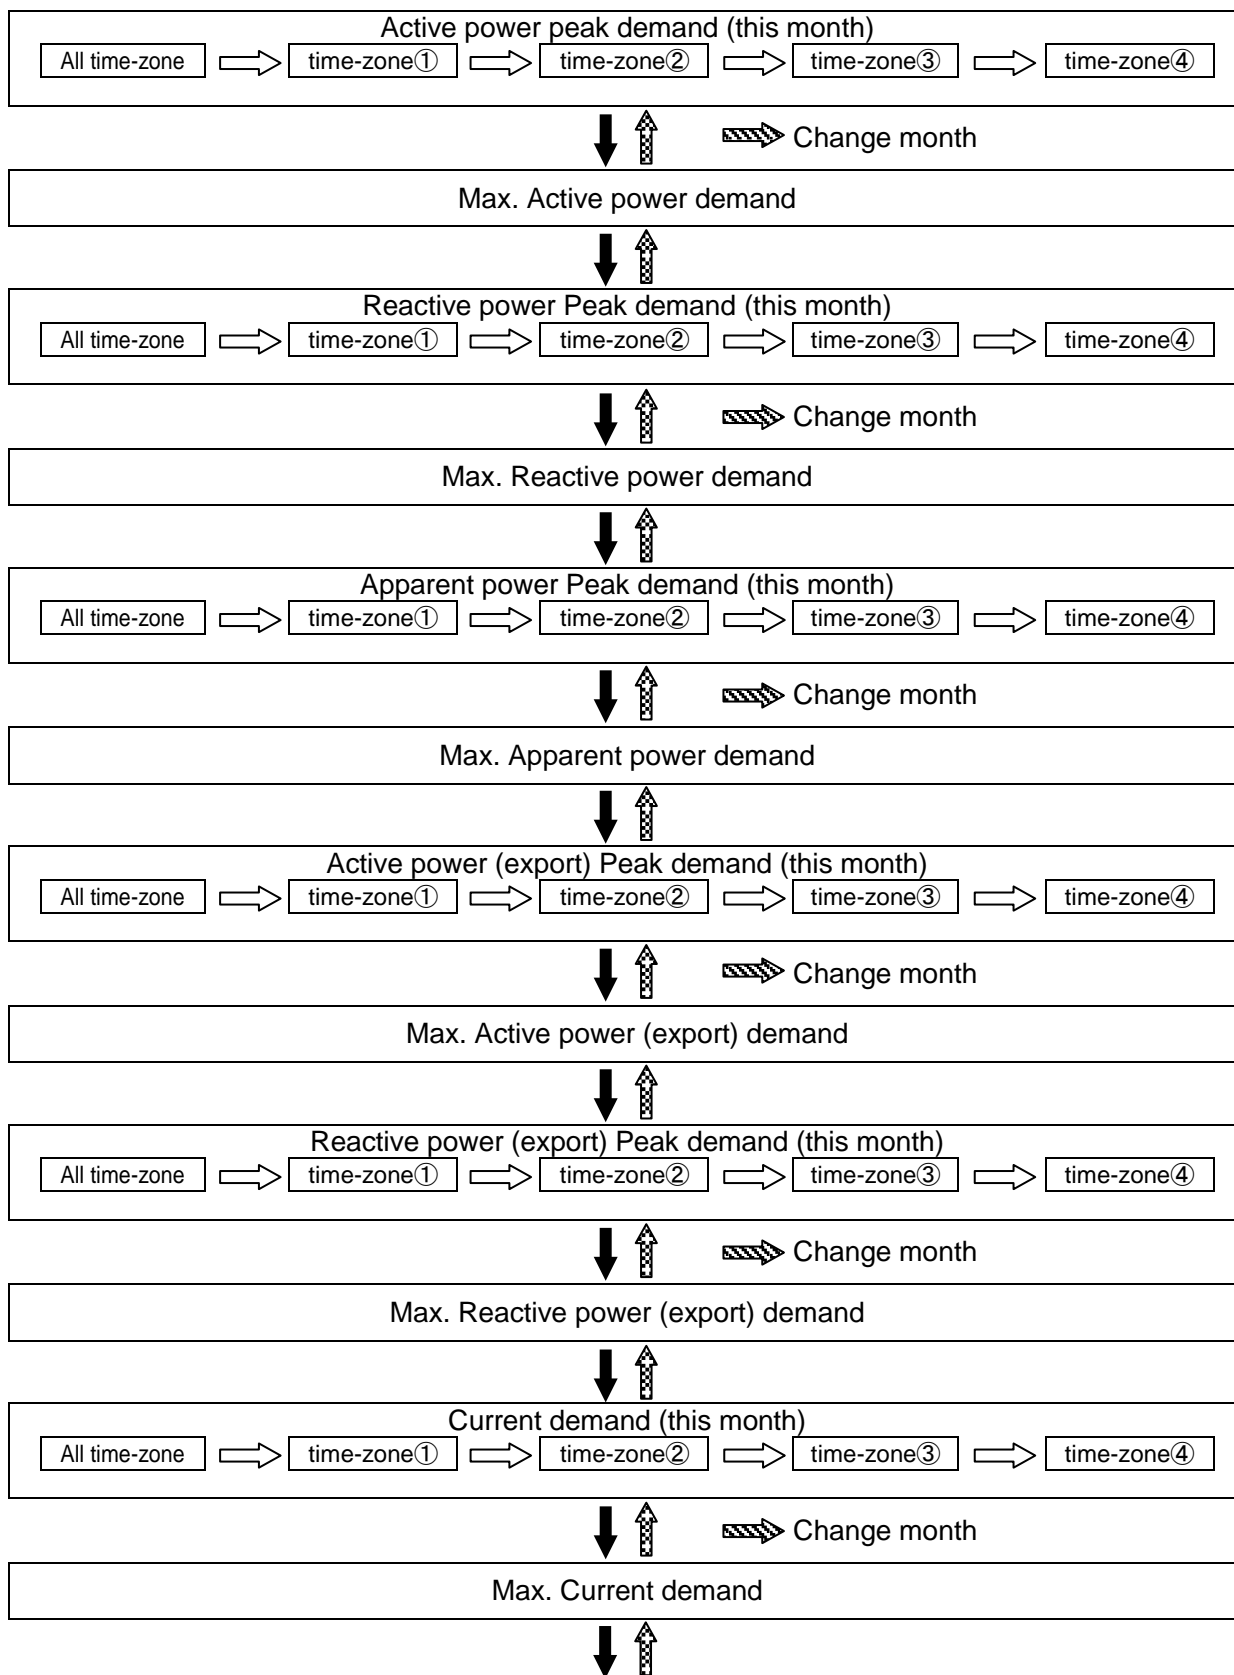 Active power peak demand (this month)
All time-zone time-zone① time-zone② time-zone③ time-zone④
Change month
Max. Active power demand
Reactive power Peak demand (this month)
All time-zone time-zone① time-zone② time-zone③ time-zone④
Change month
Max. Reactive power demand
Apparent power Peak demand (this month)
All time-zone time-zone① time-zone② time-zone③ time-zone④
Change month
Max. Apparent power demand
Active power (export) Peak demand (this month)
All time-zone time-zone① time-zone② time-zone③ time-zone④
Change month
Max. Active power (export) demand
Reactive power (export) Peak demand (this month)
All time-zone time-zone① time-zone② time-zone③ time-zone④
Change month
Max. Reactive power (export) demand
Current demand (this month)
All time-zone time-zone① time-zone② time-zone③ time-zone④
Change month
Max. Current demand